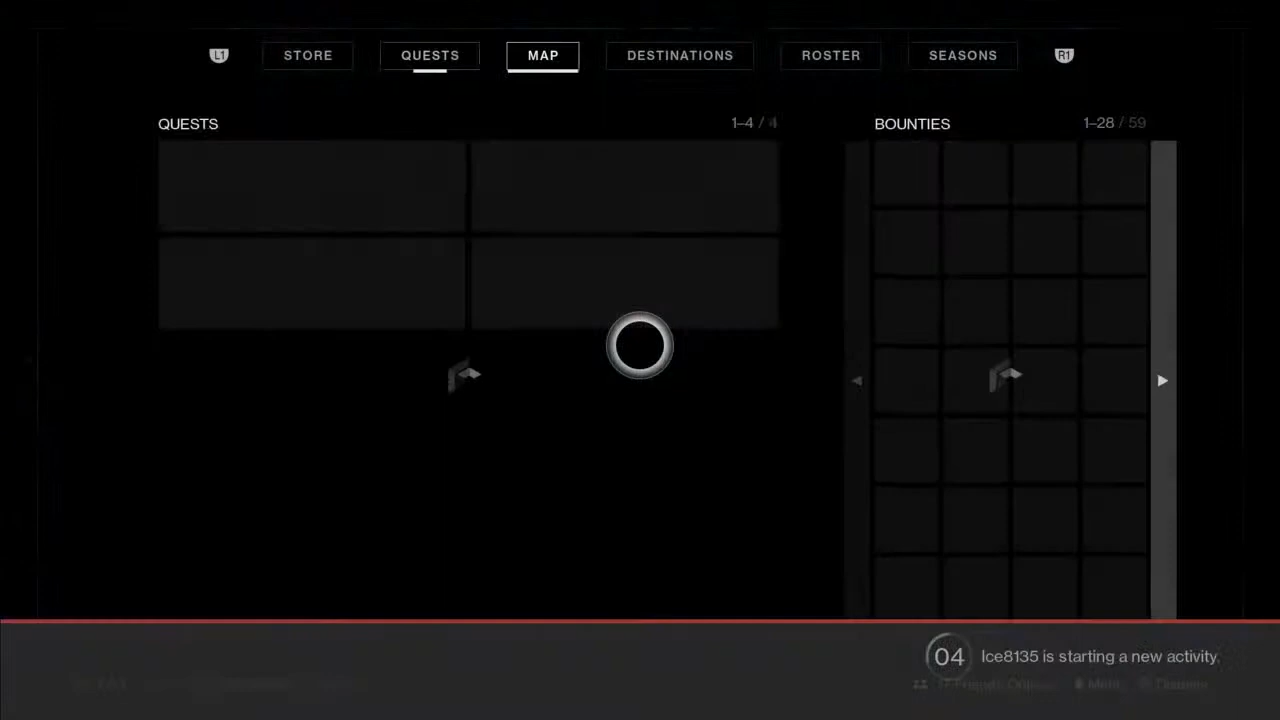 L1 STORE QUESTS MAP DESTINATIONS ROSTER SEASONS R1
QUESTS 1–4 / 4
BOUNTIES 1–28 / 59
04 Ice8135 is starting a new activity.